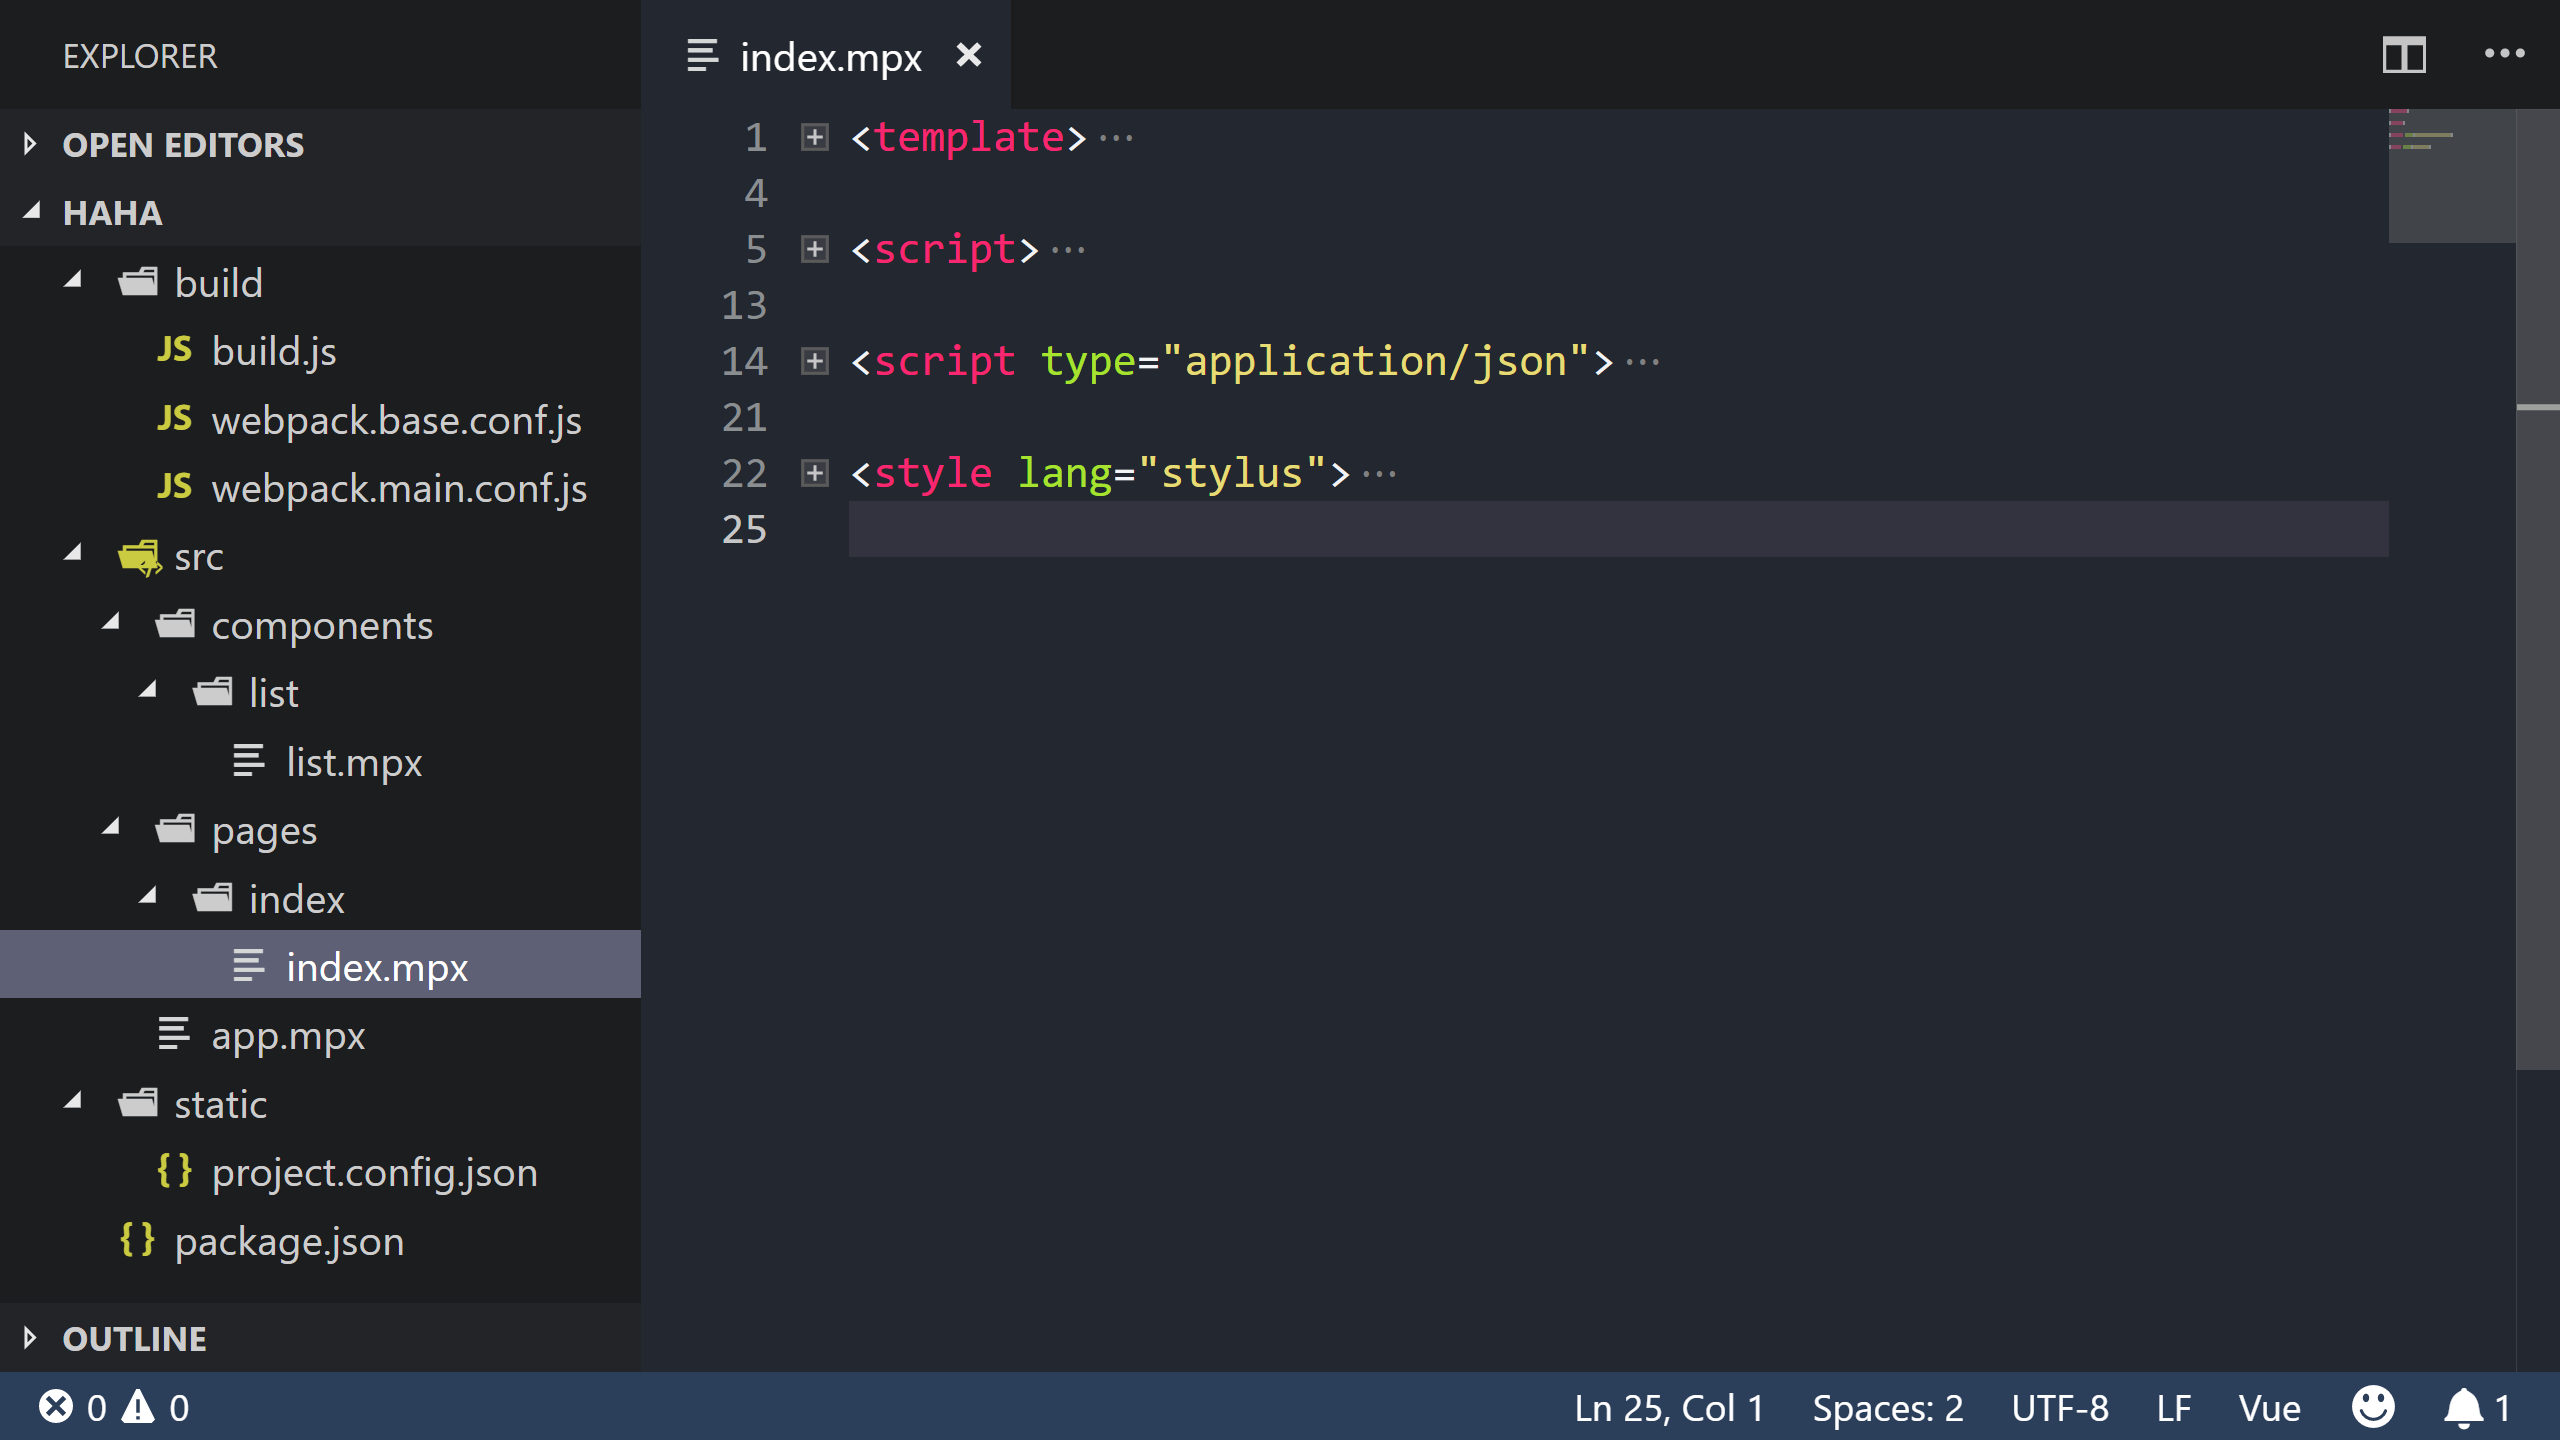 EXPLORER
OPEN EDITORS
HAHA
build
JS build.js
JS webpack.base.conf.js
JS webpack.main.conf.js
src
components
list
list.mpx
pages
index
index.mpx
app.mpx
static
{ } project.config.json
{ } package.json
OUTLINE
index.mpx
1 <template>···
4
5 <script>···
13
14 <script type="application/json">···
21
22 <style lang="stylus">···
25
0 0
Ln 25, Col 1 Spaces: 2 UTF-8 LF Vue 1